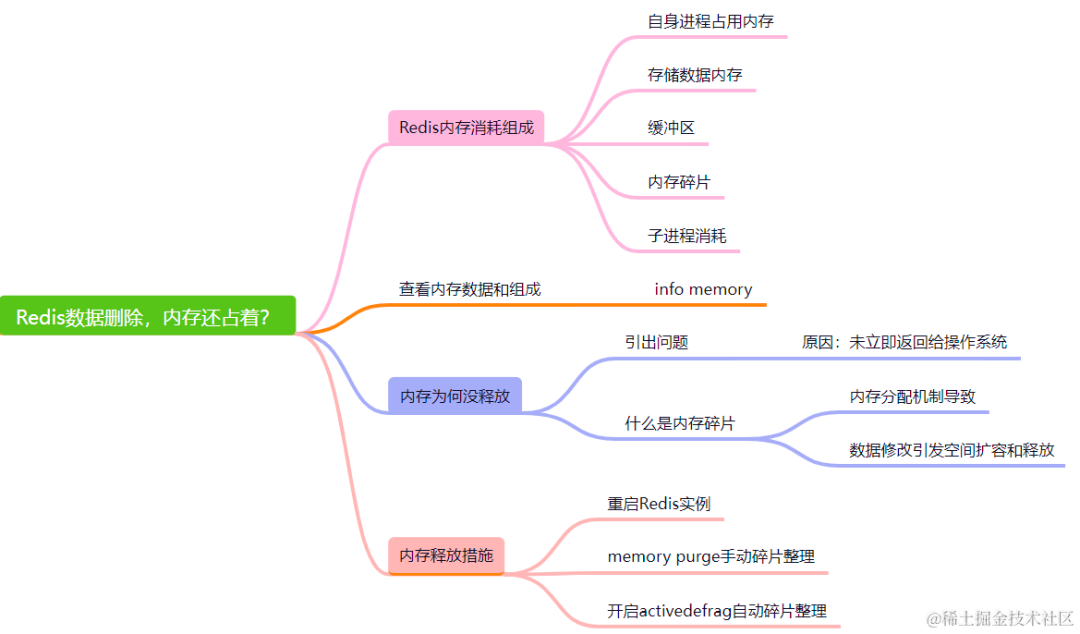 Redis数据删除，内存还占着？
Redis内存消耗组成
自身进程占用内存
存储数据内存
缓冲区
内存碎片
子进程消耗
查看内存数据和组成
info memory
内存为何没释放
引出问题
原因：未立即返回给操作系统
什么是内存碎片
内存分配机制导致
数据修改引发空间扩容和释放
内存释放措施
重启Redis实例
memory purge手动碎片整理
开启activedefrag自动碎片整理
@稀土掘金技术社区